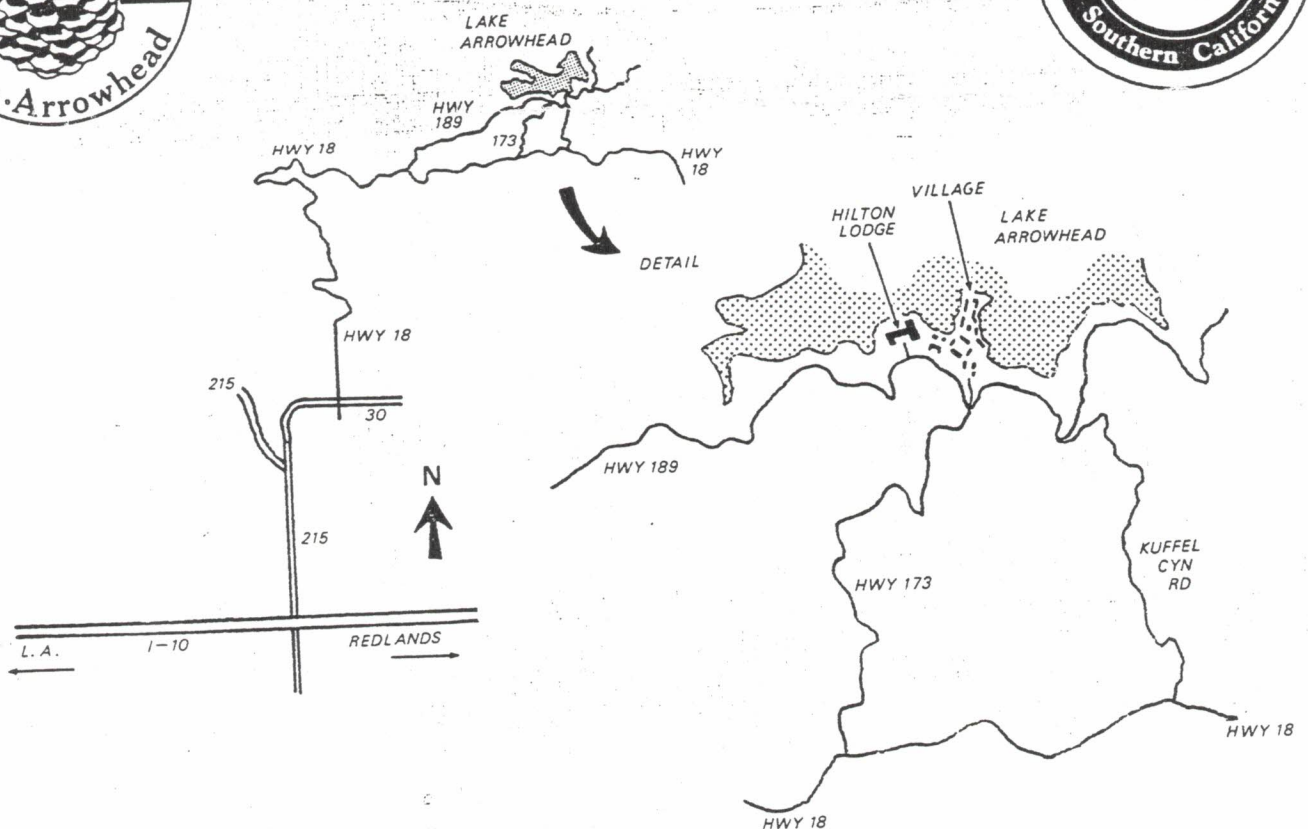 Arrowhead
Southern Californ
LAKE
ARROWHEAD
HWY
189
173
HWY 18
HWY
18
VILLAGE
HILTON
LODGE
LAKE
ARROWHEAD
DETAIL
HWY 18
215
30
N
215
HWY 189
KUFFEL
CYN
RD
HWY 173
L.A.
I-10
REDLANDS
HWY 18
HWY 18